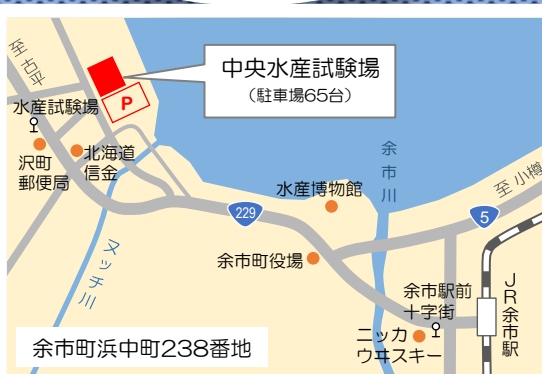 至古平
中央水産試験場
（駐車場65台）
P
水産試験場
沢町
郵便局
北海道
信金
ヌッチ川
229
水産博物館
余市川
至小樽
5
余市町役場
余市駅前
十字街
ニッカ
ウヰスキー
JR余市駅
余市町浜中町238番地